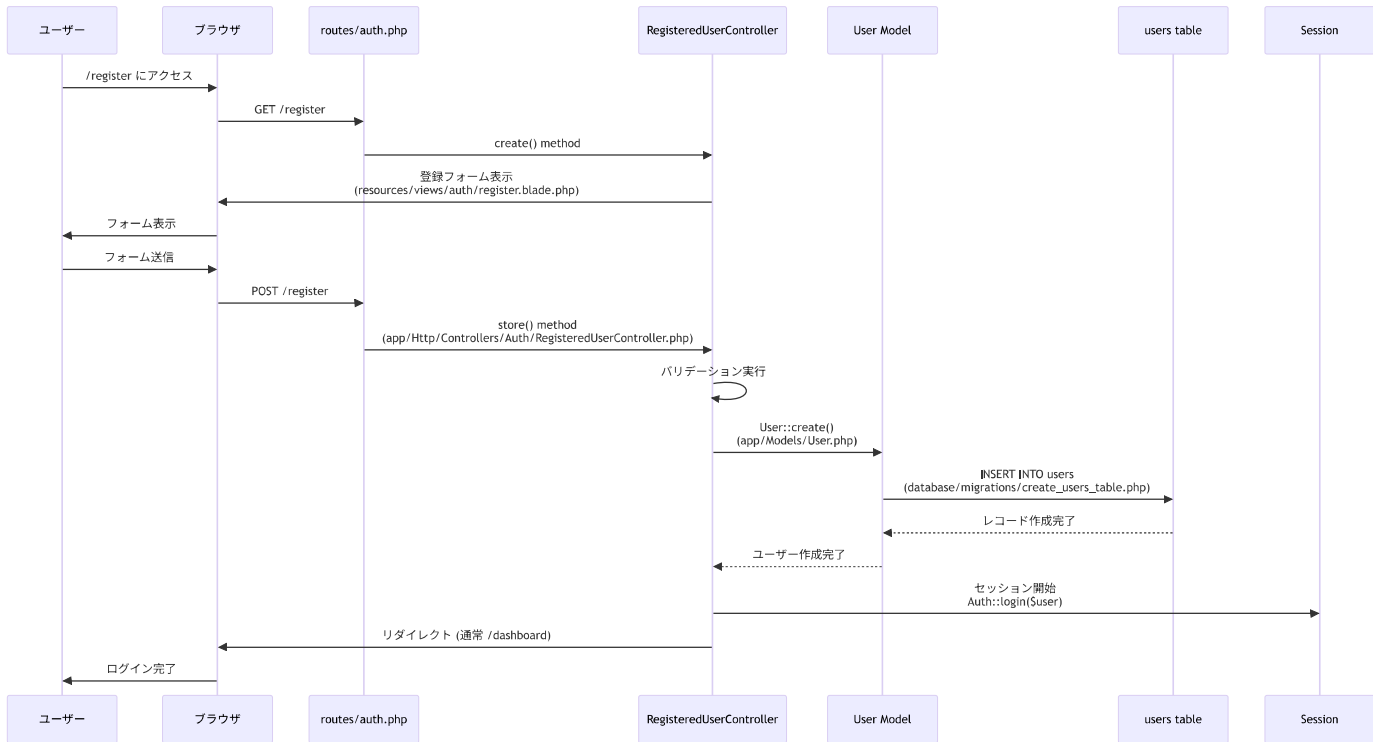 ユーザー
ブラウザ
routes/auth.php
RegisteredUserController
User Model
users table
Session
/register にアクセス
GET /register
create() method
登録フォーム表示
(resources/views/auth/register.blade.php)
フォーム表示
フォーム送信
POST /register
store() method
(app/Http/Controllers/Auth/RegisteredUserController.php)
バリデーション実行
User::create()
(app/Models/User.php)
INSERT INTO users
(database/migrations/create_users_table.php)
レコード作成完了
ユーザー作成完了
セッション開始
Auth::login($user)
リダイレクト (通常 /dashboard)
ログイン完了
ユーザー
ブラウザ
routes/auth.php
RegisteredUserController
User Model
users table
Session